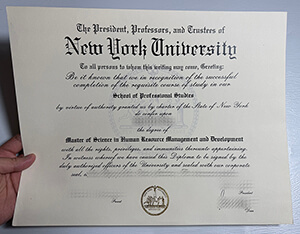 The President, Professors, and Trustees of
New York University
To all persons to whom this writing may come, Greeting:
Be it known that we in recognition of the successful
completion of the requisite course of study in our
School of Professional Studies
by virtue of authority granted us by charter of the State of New York
do confer upon
the degree of
Master of Science in Human Resource Management and Development
with all the rights, privileges, and immunities thereunto appertaining.
In witness whereof we have caused this Diploma to be signed by the
duly authorized officers of the University and sealed with our corporate
seal,